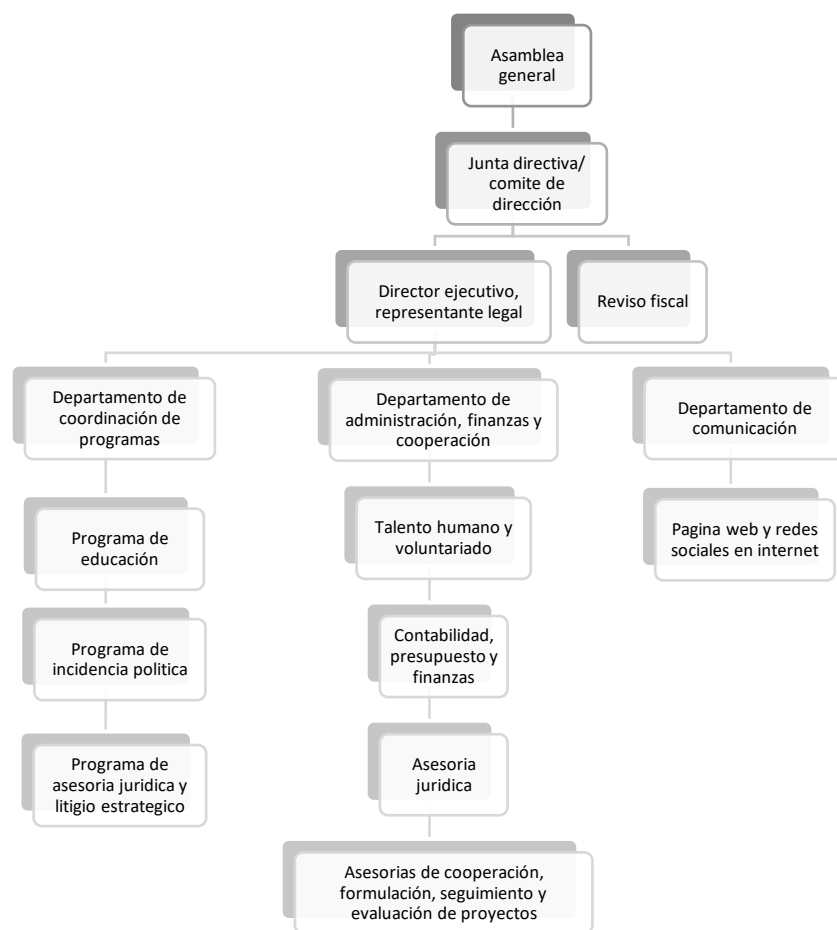 Asamblea
general
Junta directiva/
comite de
dirección
Director ejecutivo,
representante legal
Reviso fiscal
Departamento de
coordinación de
programas
Departamento de
administración, finanzas y
cooperación
Departamento de
comunicación
Programa de
educación
Talento humano y
voluntariado
Pagina web y redes
sociales en internet
Programa de
incidencia politica
Contabilidad,
presupuesto y
finanzas
Programa de
asesoria juridica y
litigio estrategico
Asesoria
juridica
Asesorias de cooperación,
formulación, seguimiento y
evaluación de proyectos